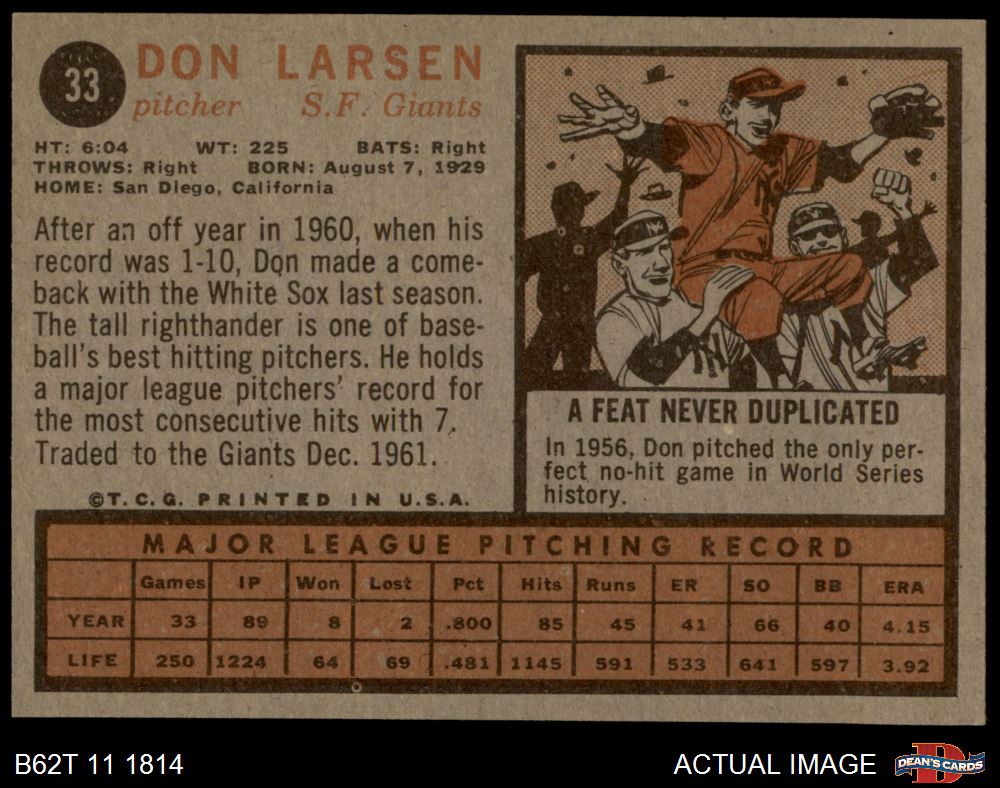 33
DON LARSEN
pitcher S.F. Giants
HT: 6:04 WT: 225 BATS: Right
THROWS: Right BORN: August 7, 1929
HOME: San Diego, California
After an off year in 1960, when his
record was 1-10, Don made a come-
back with the White Sox last season.
The tall righthander is one of base-
ball's best hitting pitchers. He holds
a major league pitchers' record for
the most consecutive hits with 7.
Traded to the Giants Dec. 1961.
©T.C.G. PRINTED IN U.S.A.
NY
NY
A FEAT NEVER DUPLICATED
In 1956, Don pitched the only per-
fect no-hit game in World Series
history.
MAJOR LEAGUE PITCHING RECORD
Games IP Won Lost Pct Hits Runs ER SO BB ERA
YEAR 33 89 8 2 .800 85 45 41 66 40 4.15
LIFE 250 1224 64 69 .481 1145 591 533 641 597 3.92
B62T 11 1814 ACTUAL IMAGE
DEAN'S CARDS